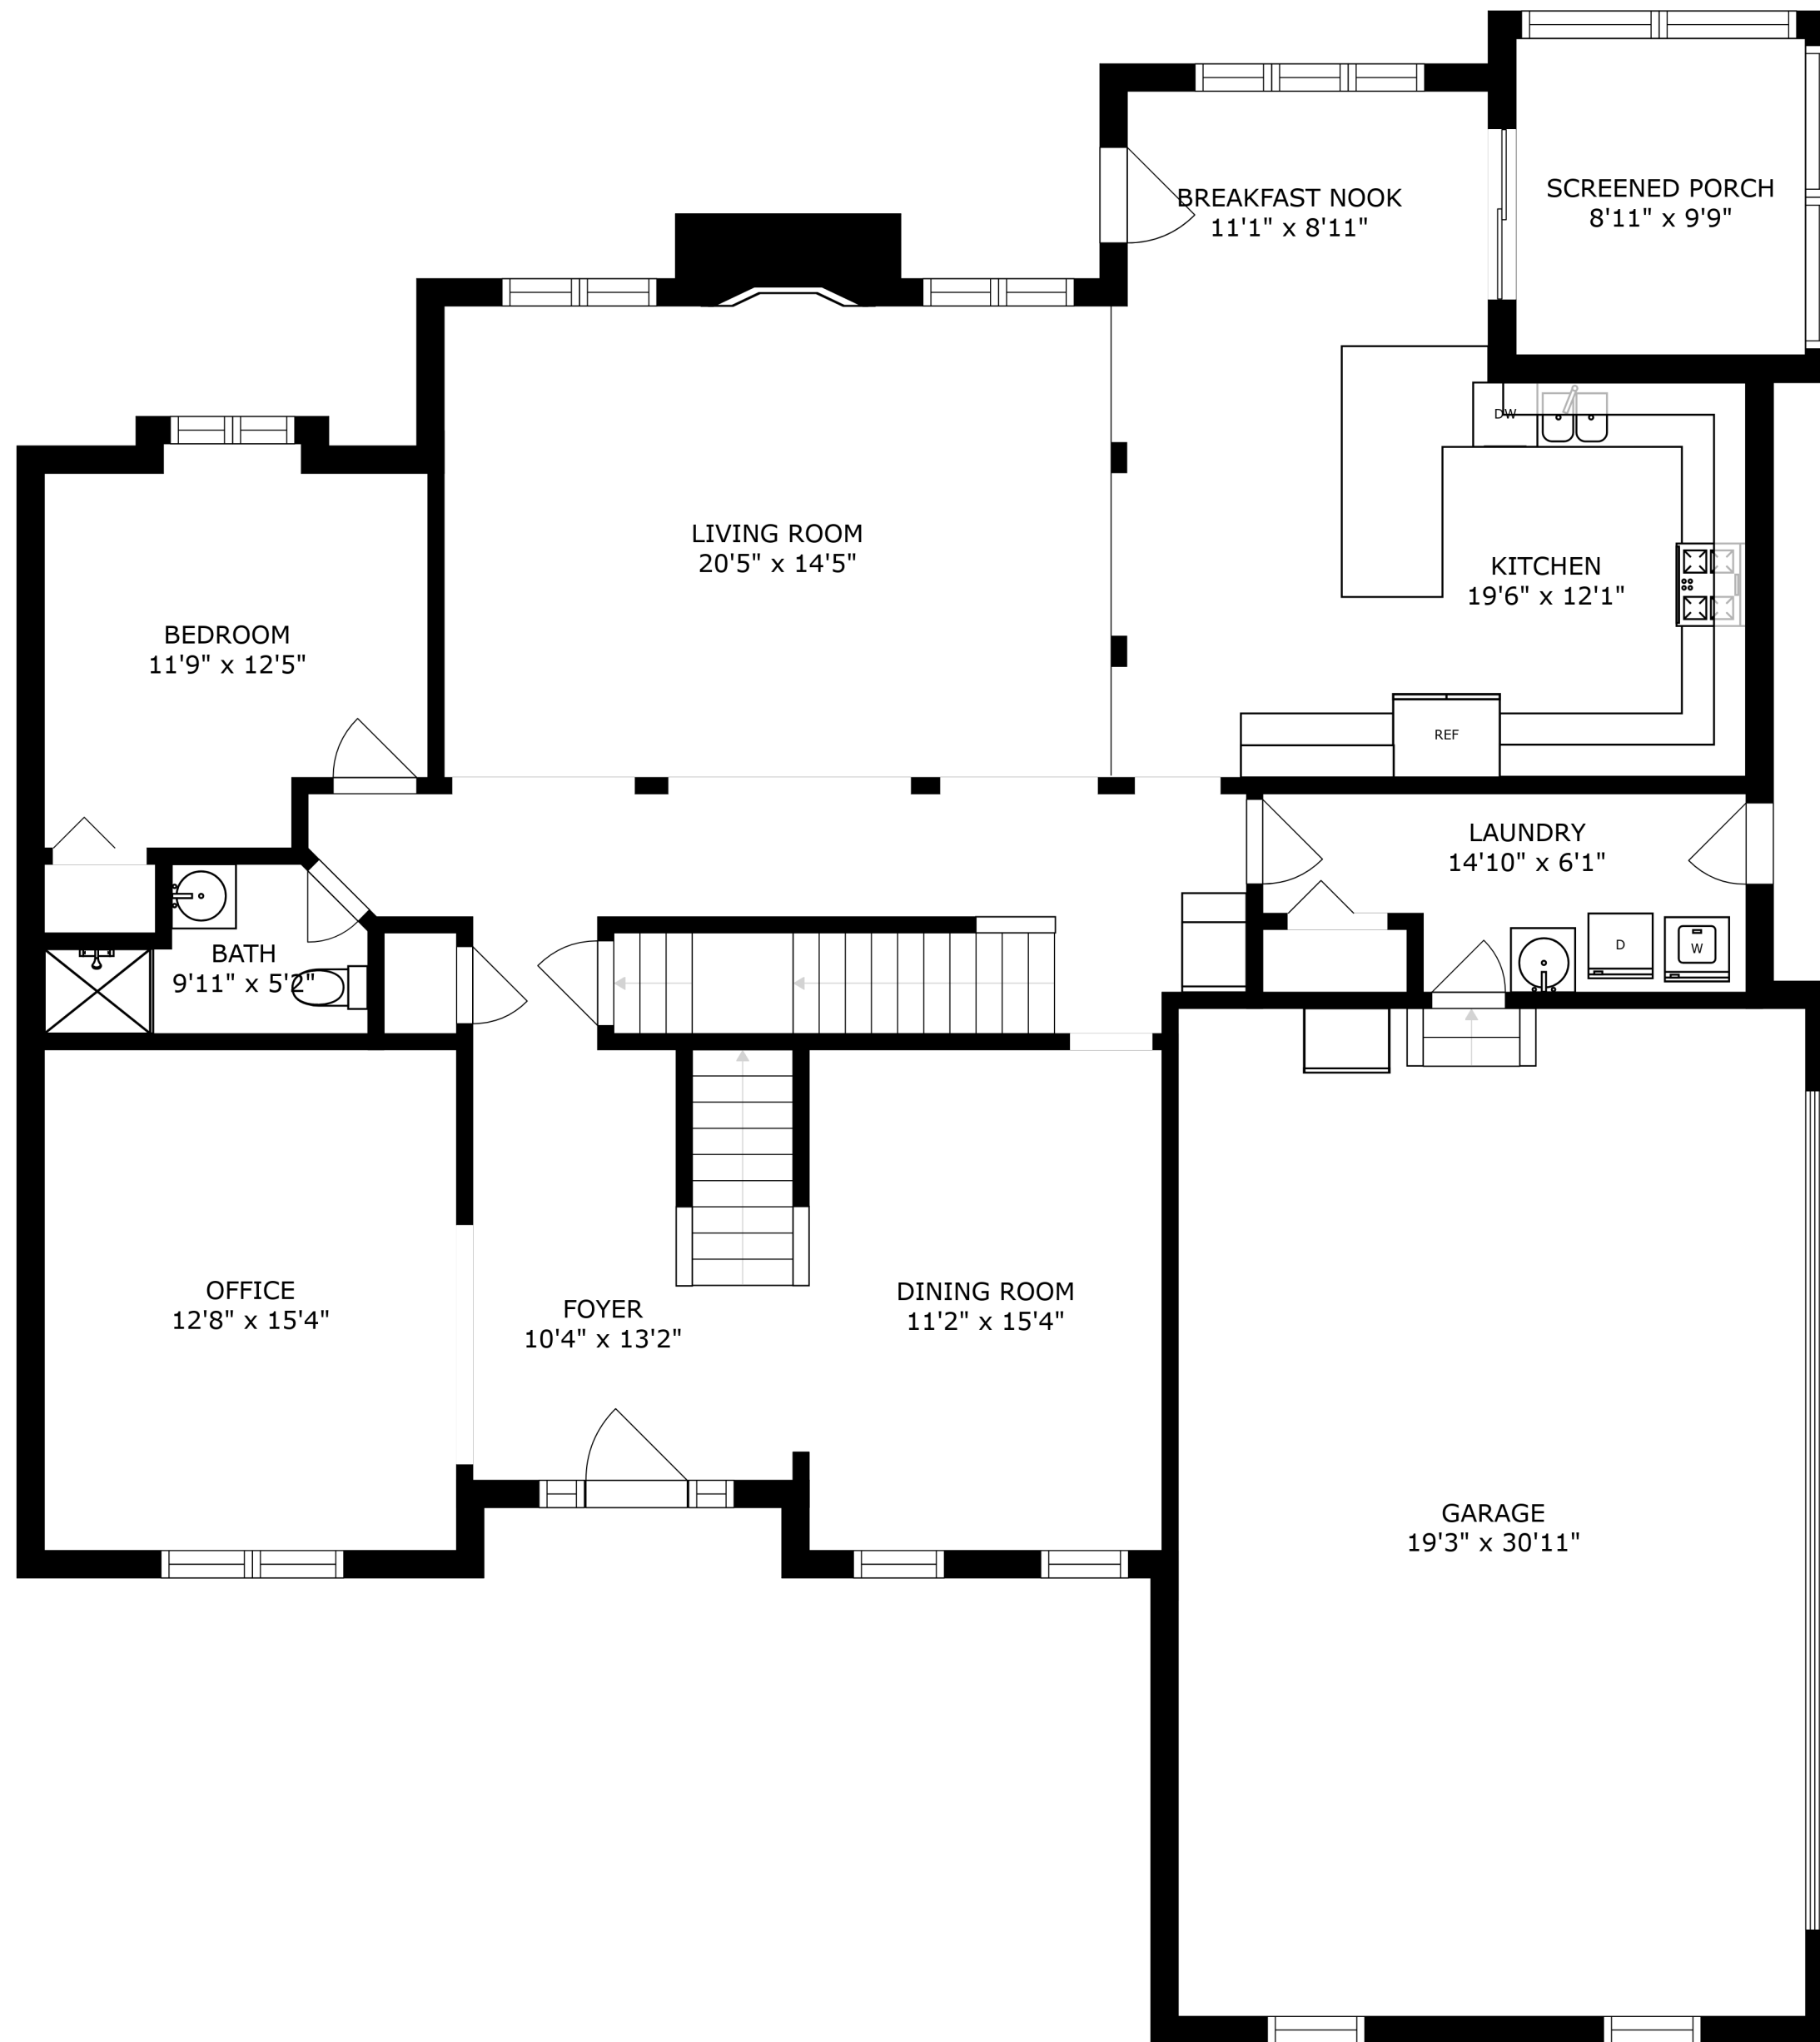 SCREENED PORCH
8'11" x 9'9"
BREAKFAST NOOK
11'1" x 8'11"
DW
LIVING ROOM
20'5" x 14'5"
KITCHEN
19'6" x 12'1"
BEDROOM
11'9" x 12'5"
REF
LAUNDRY
14'10" x 6'1"
BATH
9'11" x 5'2"
D
W
OFFICE
12'8" x 15'4"
FOYER
10'4" x 13'2"
DINING ROOM
11'2" x 15'4"
GARAGE
19'3" x 30'11"